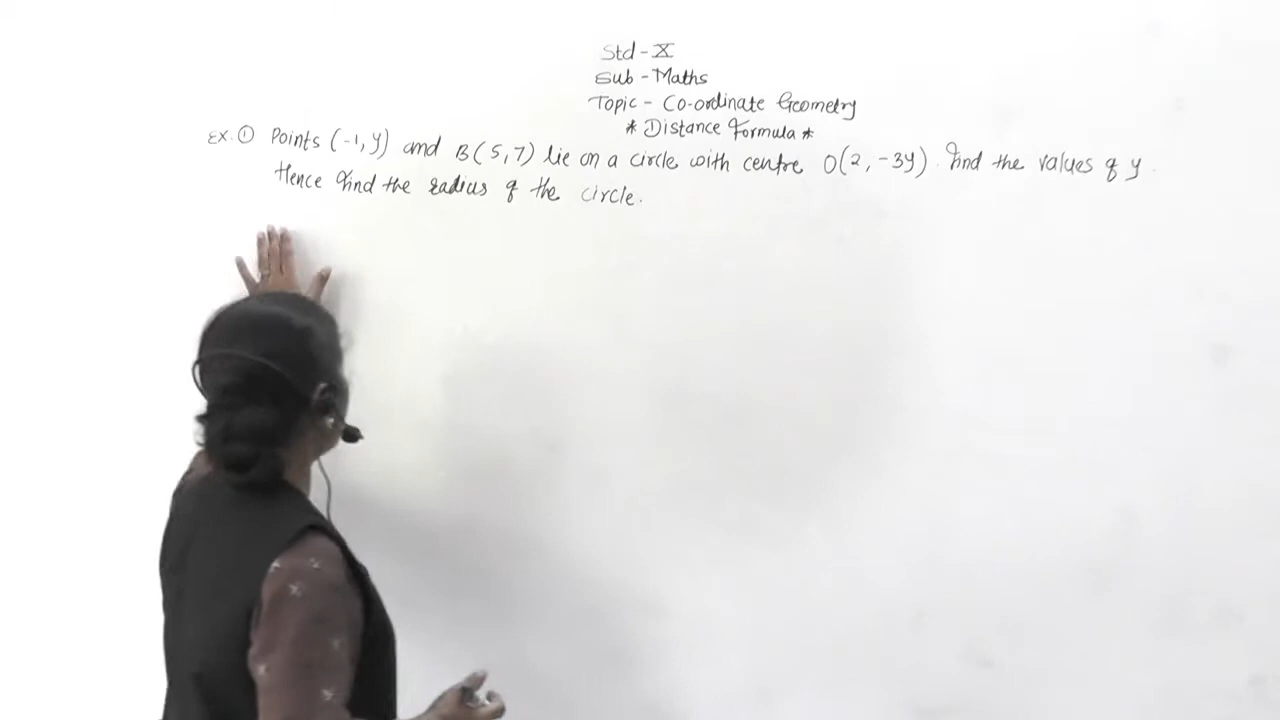 Std - X
Sub - Maths
Topic - Co-ordinate Geometry
* Distance Formula *
Ex. ① Points (-1, y) and B(5,7) lie on a circle with centre O(2, -3y). Find the values of y.
Hence find the radius of the circle.